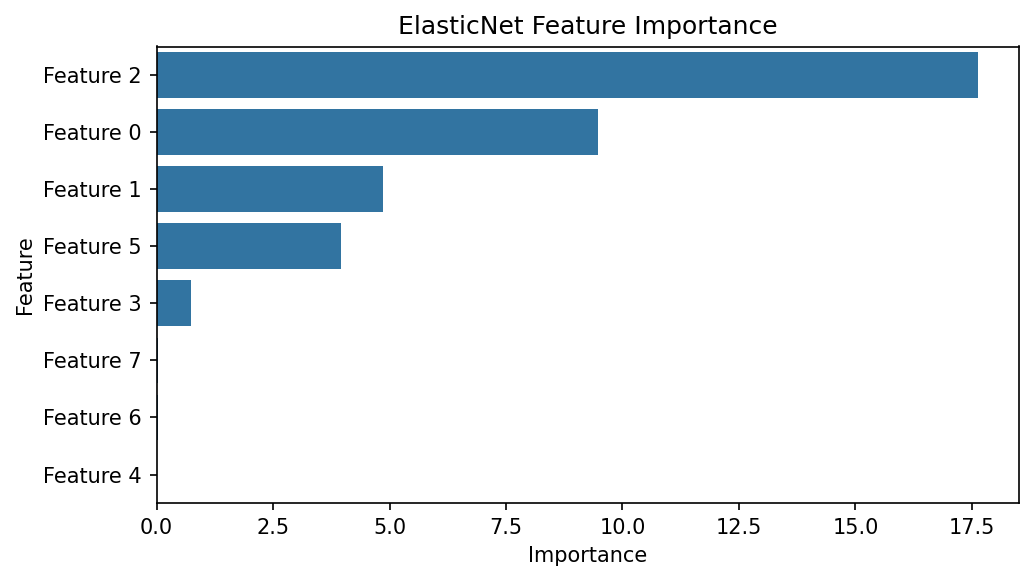 ElasticNet Feature Importance
Feature
Feature 2
Feature 0
Feature 1
Feature 5
Feature 3
Feature 7
Feature 6
Feature 4
0.0 2.5 5.0 7.5 10.0 12.5 15.0 17.5
Importance